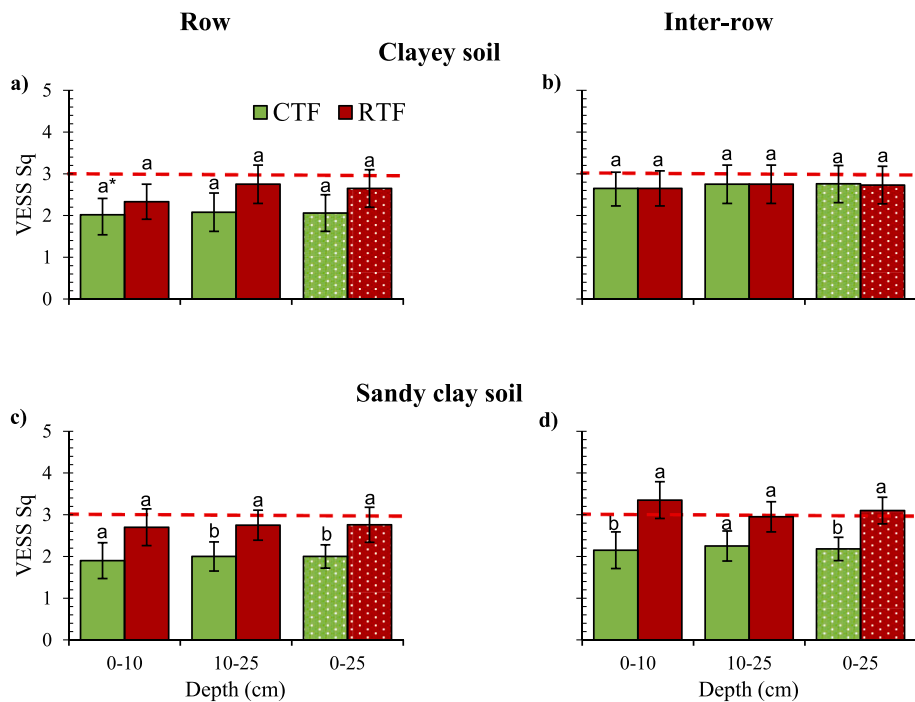 Row
Inter-row
Clayey soil
a)
b)
5
4
3
2
1
0
VESS Sq
CTF
RTF
a*
a
a
a
a
a
a
a
a
a
a
a
Sandy clay soil
c)
d)
5
4
3
2
1
0
VESS Sq
a
a
b
a
b
a
b
a
a
a
b
a
0-10
10-25
0-25
0-10
10-25
0-25
Depth (cm)
Depth (cm)